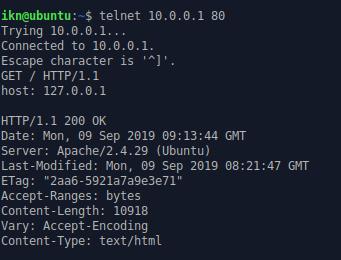 ikn@ubuntu:~$ telnet 10.0.0.1 80
Trying 10.0.0.1...
Connected to 10.0.0.1.
Escape character is '^]'.
GET / HTTP/1.1
host: 127.0.0.1

HTTP/1.1 200 OK
Date: Mon, 09 Sep 2019 09:13:44 GMT
Server: Apache/2.4.29 (Ubuntu)
Last-Modified: Mon, 09 Sep 2019 08:21:47 GMT
ETag: "2aa6-5921a7a9e3e71"
Accept-Ranges: bytes
Content-Length: 10918
Vary: Accept-Encoding
Content-Type: text/html